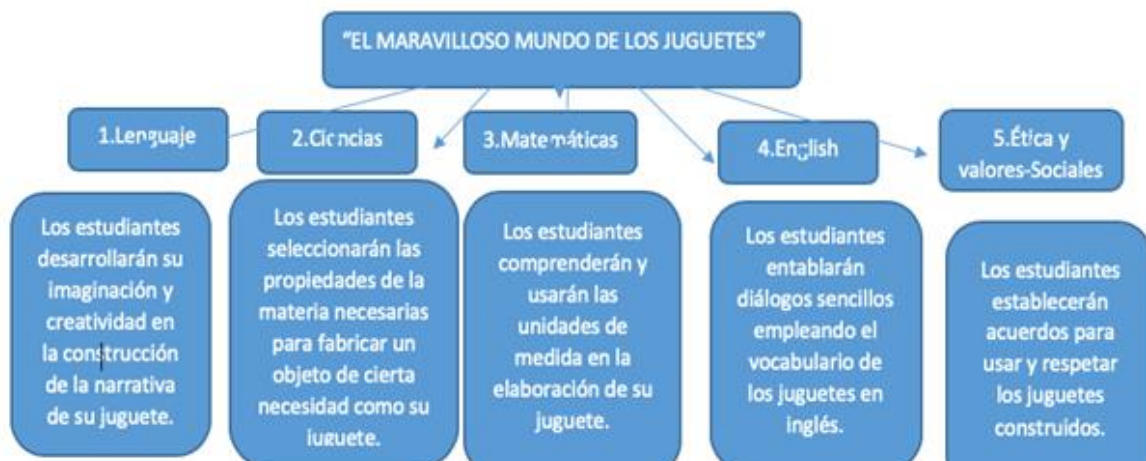 "EL MARAVILLOSO MUNDO DE LOS JUGUETES"
1.Lenguaje
2.Ciencias
3.Matemáticas
4.English
5.Ética y
valores-Sociales
Los estudiantes
desarrollarán su
imaginación y
creatividad en
la construcción
de la narrativa
de su juguete.
Los estudiantes
seleccionarán las
propiedades de la
materia necesarias
para fabricar un
objeto de cierta
necesidad como su
juguete.
Los estudiantes
comprenderán y
usarán las
unidades de
medida en la
elaboración de su
juguete.
Los estudiantes
entablarán
diálogos sencillos
empleando el
vocabulario de
los juguetes en
inglés.
Los estudiantes
establecerán
acuerdos para
usar y respetar
los juguetes
construidos.